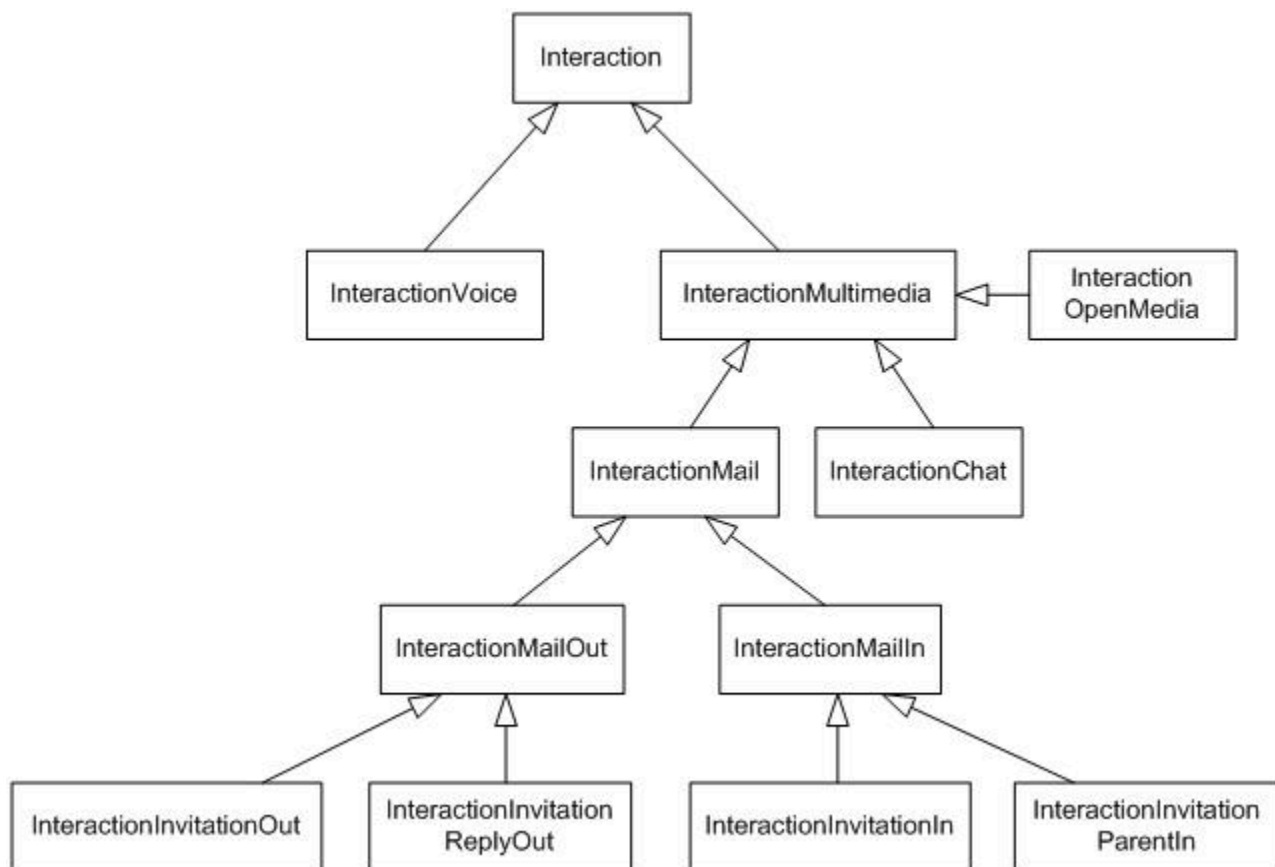 Interaction
InteractionVoice
InteractionMultimedia
Interaction
OpenMedia
InteractionMail
InteractionChat
InteractionMailOut
InteractionMailIn
InteractionInvitationOut
InteractionInvitation
ReplyOut
InteractionInvitationIn
InteractionInvitation
ParentIn